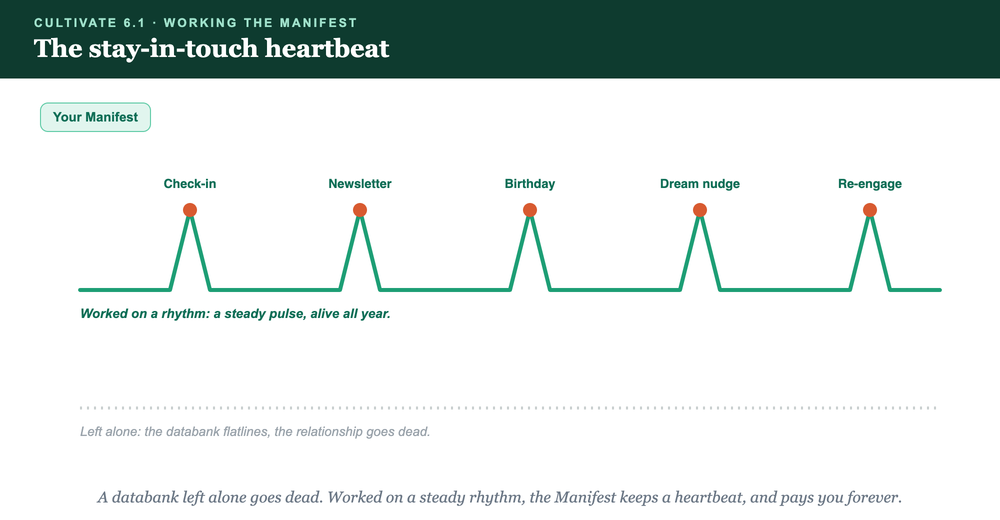 CULTIVATE 6.1 · WORKING THE MANIFEST
The stay-in-touch heartbeat
Your Manifest
Check-in
Newsletter
Birthday
Dream nudge
Re-engage
Worked on a rhythm: a steady pulse, alive all year.
Left alone: the databank flatlines, the relationship goes dead.
A databank left alone goes dead. Worked on a steady rhythm, the Manifest keeps a heartbeat, and pays you forever.